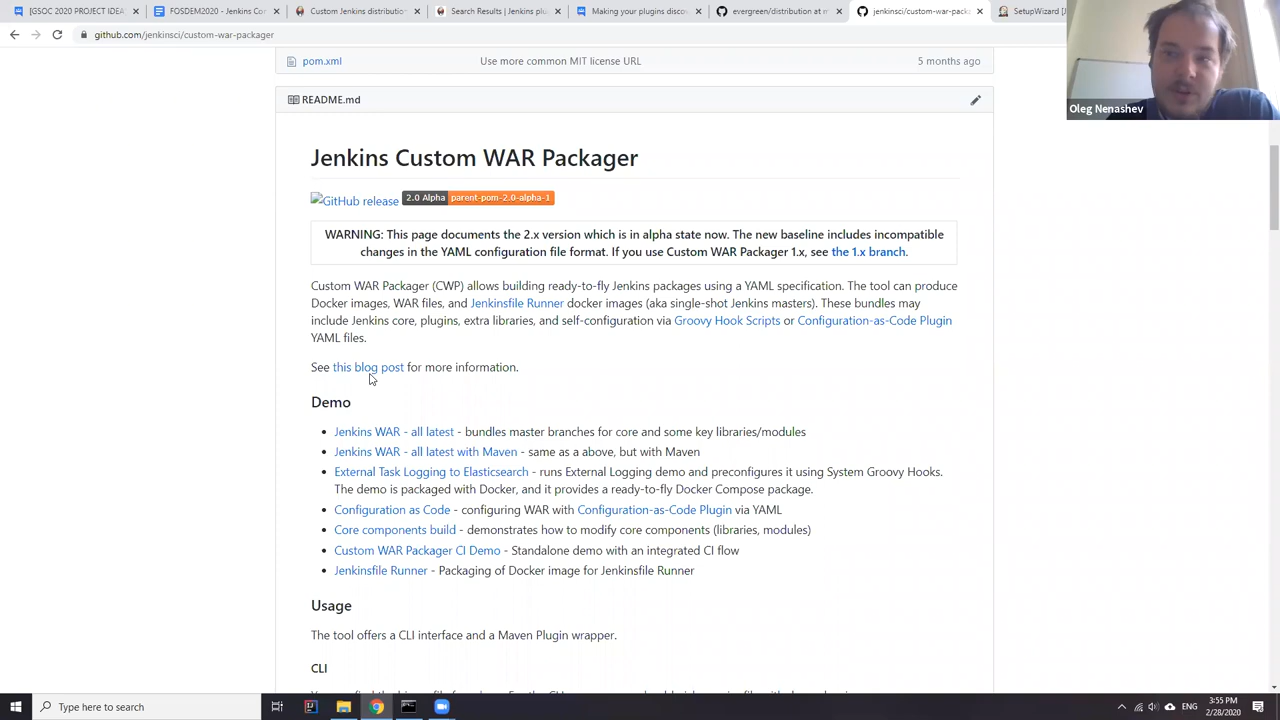 [GSOC 2020 PROJECT IDEA
FOSDEM2020 - Jenkins Co
Custom Jenkins distribution
Search Results | Jenkins plu
Making your plugins disco
evergreen/distribution at m
jenkinsci/custom-war-pack
SetupWizard [J
github.com/jenkinsci/custom-war-packager
pom.xml Use more common MIT license URL 5 months ago
README.md
Oleg Nenashev
Jenkins Custom WAR Packager
GitHub release 2.0 Alpha parent-pom-2.0-alpha-1
WARNING: This page documents the 2.x version which is in alpha state now. The new baseline includes incompatible
changes in the YAML configuration file format. If you use Custom WAR Packager 1.x, see the 1.x branch.
Custom WAR Packager (CWP) allows building ready-to-fly Jenkins packages using a YAML specification. The tool can produce
Docker images, WAR files, and Jenkinsfile Runner docker images (aka single-shot Jenkins masters). These bundles may
include Jenkins core, plugins, extra libraries, and self-configuration via Groovy Hook Scripts or Configuration-as-Code Plugin
YAML files.
See this blog post for more information.
Demo
Jenkins WAR - all latest - bundles master branches for core and some key libraries/modules
Jenkins WAR - all latest with Maven - same as a above, but with Maven
External Task Logging to Elasticsearch - runs External Logging demo and preconfigures it using System Groovy Hooks.
The demo is packaged with Docker, and it provides a ready-to-fly Docker Compose package.
Configuration as Code - configuring WAR with Configuration-as-Code Plugin via YAML
Core components build - demonstrates how to modify core components (libraries, modules)
Custom WAR Packager CI Demo - Standalone demo with an integrated CI flow
Jenkinsfile Runner - Packaging of Docker image for Jenkinsfile Runner
Usage
The tool offers a CLI interface and a Maven Plugin wrapper.
CLI
Type here to search
ENG
3:55 PM
2/28/2020